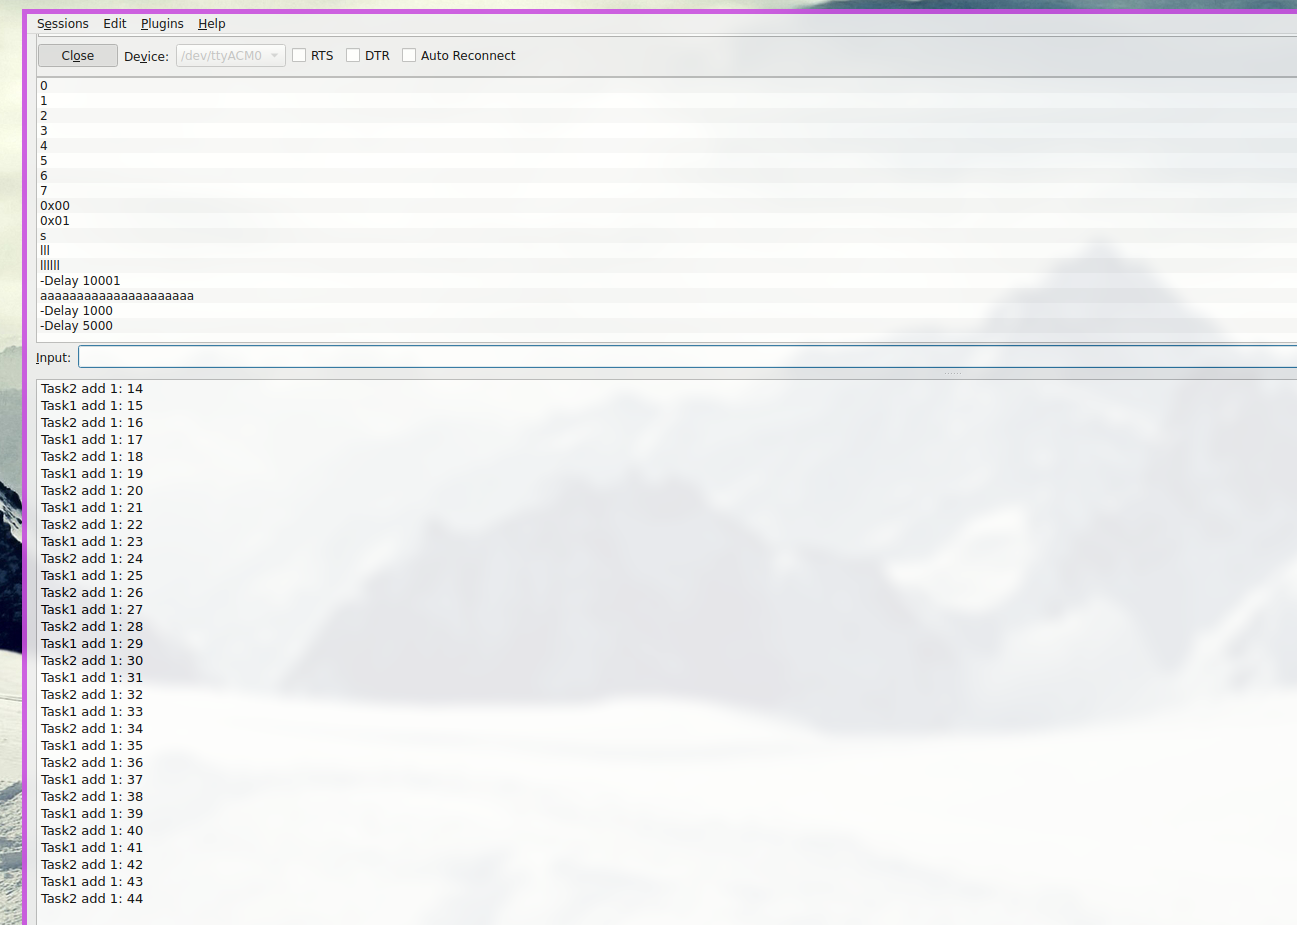 Sessions Edit Plugins Help
Close Device: /dev/ttyACM0 RTS DTR Auto Reconnect
0
1
2
3
4
5
6
7
0x00
0x01
s
lll
llllll
-Delay 10001
aaaaaaaaaaaaaaaaaaaaa
-Delay 1000
-Delay 5000
Input:
Task2 add 1: 14
Task1 add 1: 15
Task2 add 1: 16
Task1 add 1: 17
Task2 add 1: 18
Task1 add 1: 19
Task2 add 1: 20
Task1 add 1: 21
Task2 add 1: 22
Task1 add 1: 23
Task2 add 1: 24
Task1 add 1: 25
Task2 add 1: 26
Task1 add 1: 27
Task2 add 1: 28
Task1 add 1: 29
Task2 add 1: 30
Task1 add 1: 31
Task2 add 1: 32
Task1 add 1: 33
Task2 add 1: 34
Task1 add 1: 35
Task2 add 1: 36
Task1 add 1: 37
Task2 add 1: 38
Task1 add 1: 39
Task2 add 1: 40
Task1 add 1: 41
Task2 add 1: 42
Task1 add 1: 43
Task2 add 1: 44